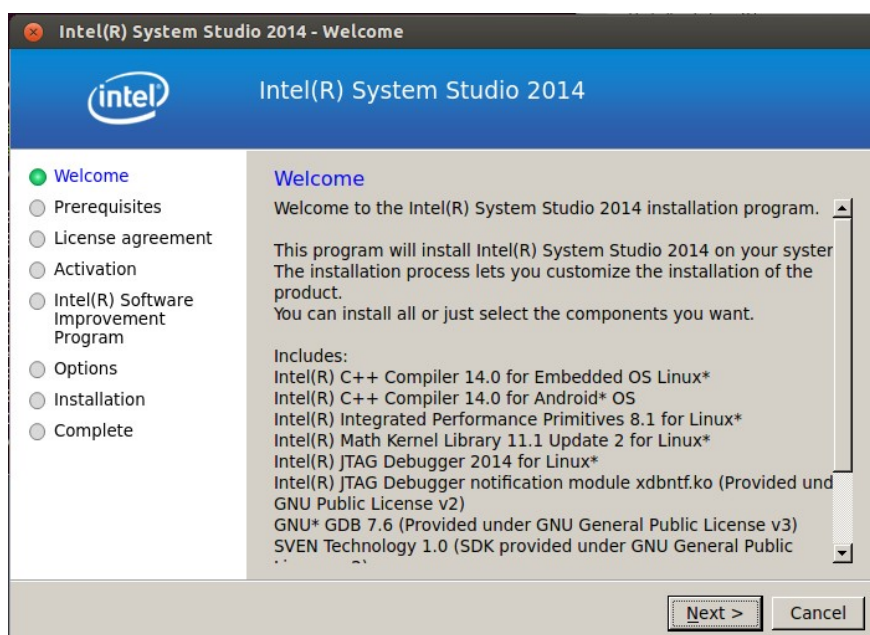 Intel(R) System Studio 2014 - Welcome
intel
Intel(R) System Studio 2014
Welcome
Prerequisites
License agreement
Activation
Intel(R) Software
Improvement
Program
Options
Installation
Complete
Welcome
Welcome to the Intel(R) System Studio 2014 installation program.
This program will install Intel(R) System Studio 2014 on your system
The installation process lets you customize the installation of the
product.
You can install all or just select the components you want.
Includes:
Intel(R) C++ Compiler 14.0 for Embedded OS Linux*
Intel(R) C++ Compiler 14.0 for Android* OS
Intel(R) Integrated Performance Primitives 8.1 for Linux*
Intel(R) Math Kernel Library 11.1 Update 2 for Linux*
Intel(R) JTAG Debugger 2014 for Linux*
Intel(R) JTAG Debugger notification module xdbntf.ko (Provided und
GNU Public License v2)
GNU* GDB 7.6 (Provided under GNU General Public License v3)
SVEN Technology 1.0 (SDK provided under GNU General Public
Next >
Cancel